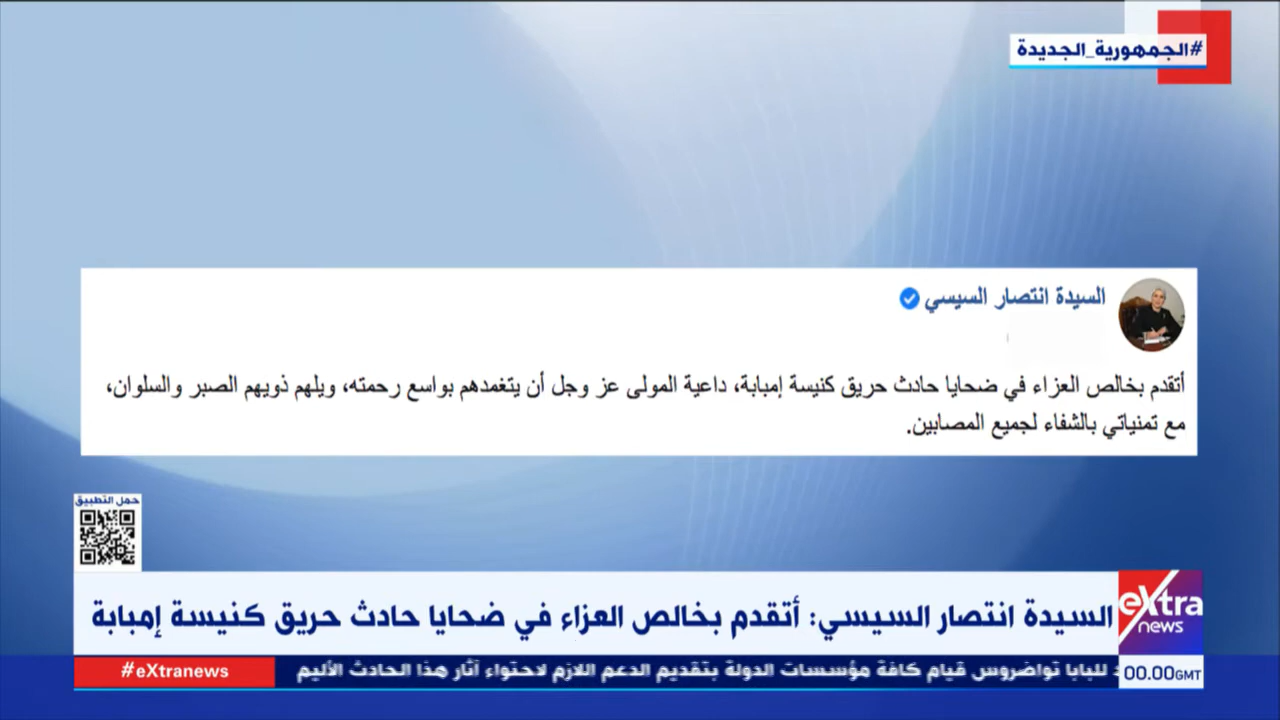 #الجمهورية_الجديدة
السيدة انتصار السيسي
أتقدم بخالص العزاء في ضحايا حادث حريق كنيسة إمبابة، داعية المولى عز وجل أن يتغمدهم بواسع رحمته، ويلهم ذويهم الصبر والسلوان،
مع تمنياتي بالشفاء لجميع المصابين.
حمل التطبيق
السيدة انتصار السيسي: أتقدم بخالص العزاء في ضحايا حادث حريق كنيسة إمبابة
eXtra
news
#eXtranews
للبابا تواضروس قيام كافة مؤسسات الدولة بتقديم الدعم اللازم لاحتواء آثار هذا الحادث الأليم
00.00GMT